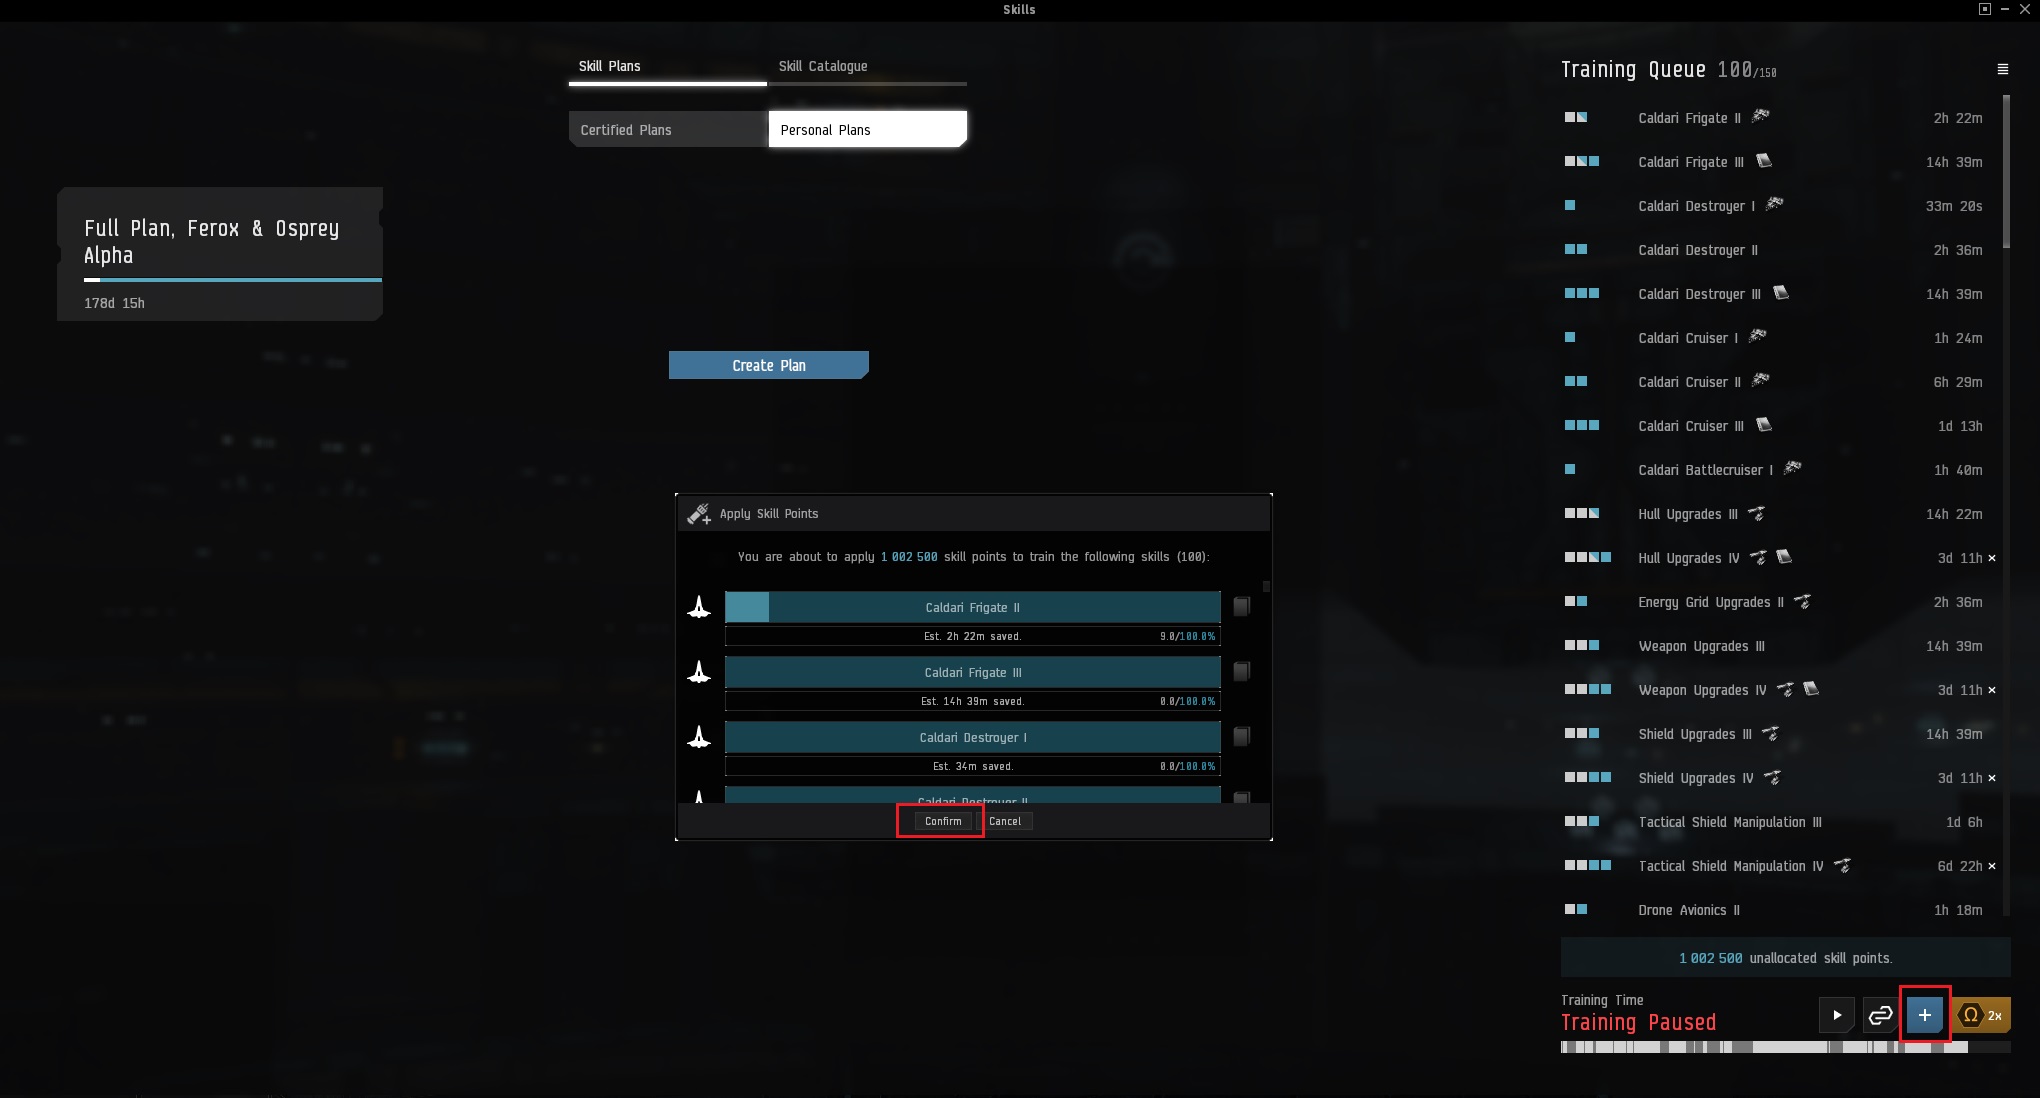 Skills
Skill Plans
Skill Catalogue
Certified Plans
Personal Plans
Full Plan, Ferox & Osprey
Alpha
178d 15h
Create Plan
Apply Skill Points
You are about to apply 1 002 500 skill points to train the following skills (100):
Caldari Frigate II
Est. 2h 22m saved.
9.0/100.0%
Caldari Frigate III
Est. 14h 39m saved.
0.0/100.0%
Caldari Destroyer I
Est. 34m saved.
0.0/100.0%
Caldari Destroyer II
Confirm
Cancel
Training Queue 100/150
Caldari Frigate II 2h 22m
Caldari Frigate III 14h 39m
Caldari Destroyer I 33m 20s
Caldari Destroyer II 2h 36m
Caldari Destroyer III 14h 39m
Caldari Cruiser I 1h 24m
Caldari Cruiser II 6h 29m
Caldari Cruiser III 1d 13h
Caldari Battlecruiser I 1h 40m
Hull Upgrades III 14h 22m
Hull Upgrades IV 3d 11h
Energy Grid Upgrades II 2h 36m
Weapon Upgrades III 14h 39m
Weapon Upgrades IV 3d 11h
Shield Upgrades III 14h 39m
Shield Upgrades IV 3d 11h
Tactical Shield Manipulation III 1d 6h
Tactical Shield Manipulation IV 6d 22h
Drone Avionics II 1h 18m
1 002 500 unallocated skill points.
Training Time
Training Paused
Ω 2x